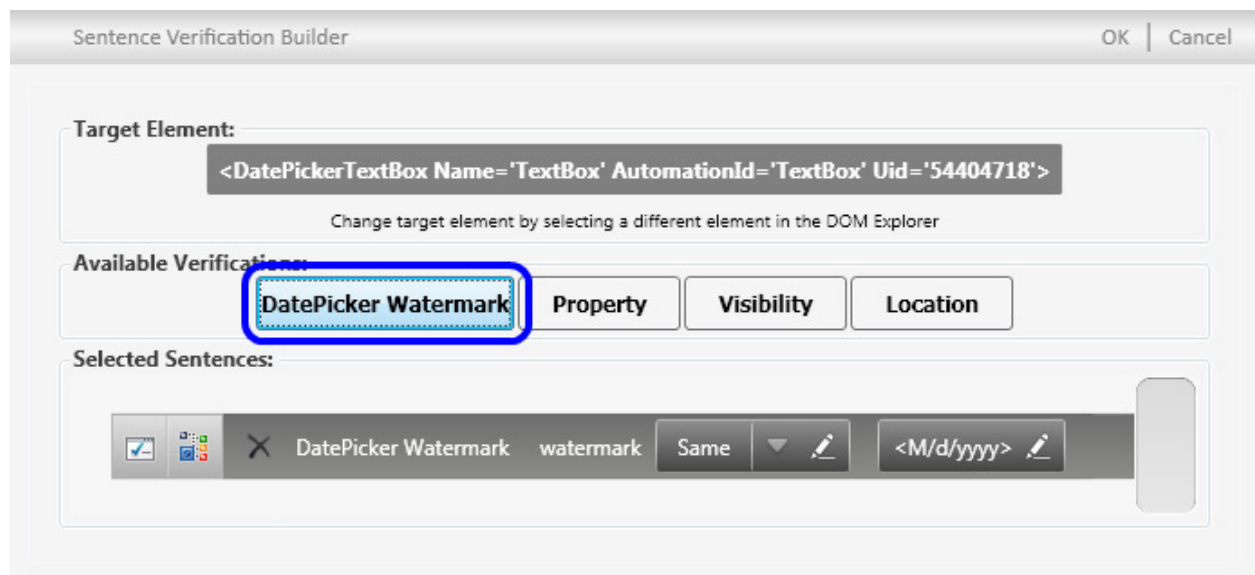 Sentence Verification Builder OK | Cancel
Target Element:
<DatePickerTextBox Name='TextBox' AutomationId='TextBox' Uid='54404718'>
Change target element by selecting a different element in the DOM Explorer
Available Verifications:
DatePicker Watermark Property Visibility Location
Selected Sentences:
DatePicker Watermark watermark Same <M/d/yyyy>